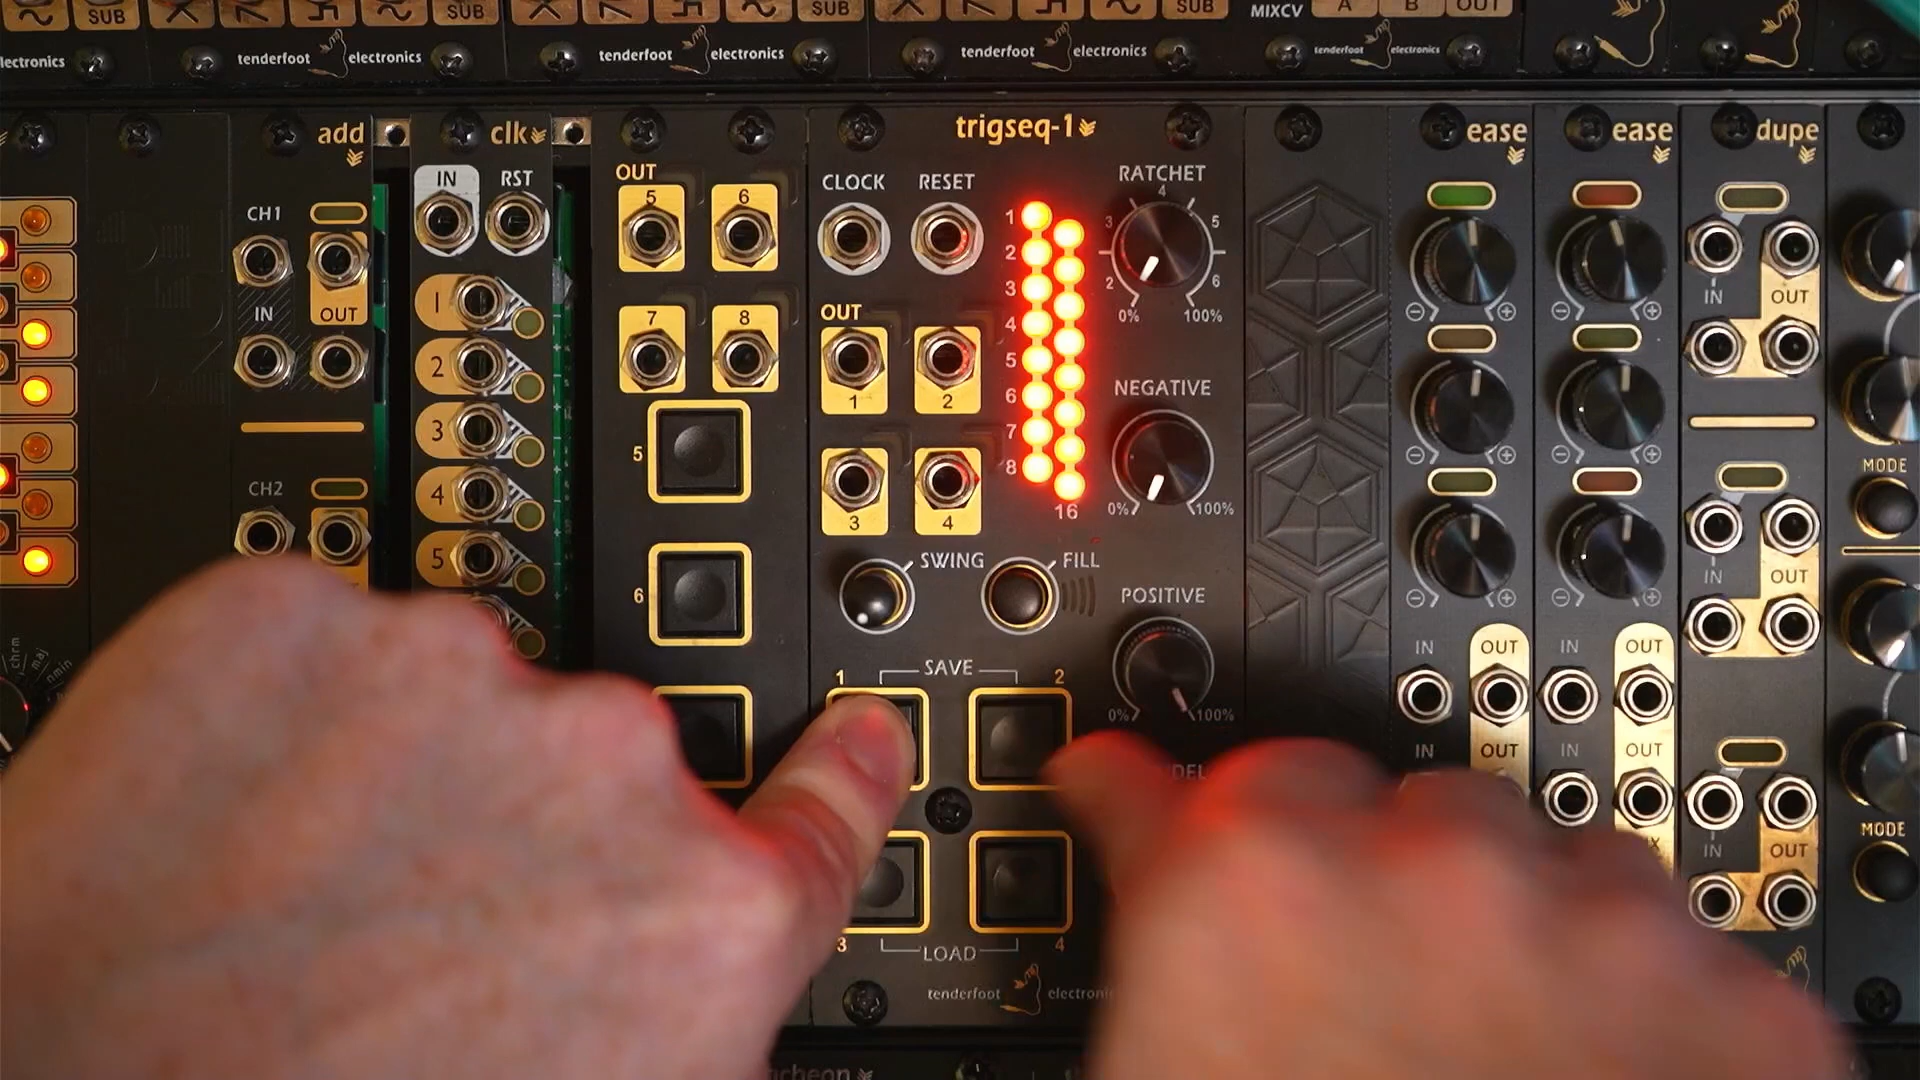 SUB
SUB
SUB
MIXCV A B OUT
electronics
tenderfoot electronics
tenderfoot electronics
tenderfoot electronics
tenderfoot electronics
add
CH1
IN
OUT
CH2
clk
IN RST
1
2
3
4
5
OUT
5 6
7 8
5
6
trigseq-1
CLOCK RESET
OUT
1 2
3 4
1
2
3
4
5
6
7
8
16
RATCHET
2 3 4 5 6
0% 100%
NEGATIVE
0% 100%
POSITIVE
0% 100%
SWING FILL
SAVE
1 2
3 4
LOAD
tenderfoot electronics
ease
IN OUT
IN OUT
ease
IN OUT
IN OUT
dupe
IN OUT
IN OUT
IN OUT
MODE
MODE
chrm
maj
nmin